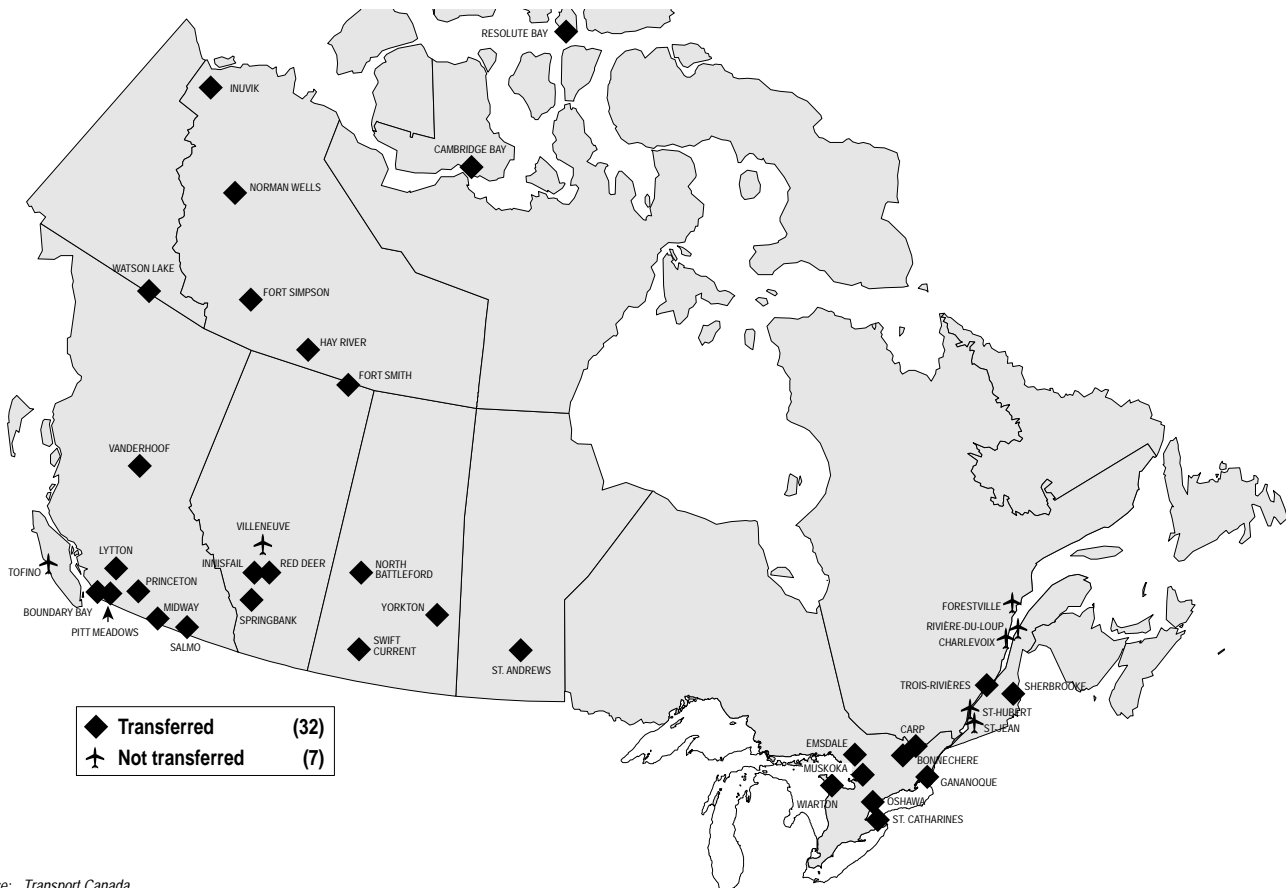 RESOLUTE BAY
INUVIK
CAMBRIDGE BAY
NORMAN WELLS
WATSON LAKE
FORT SIMPSON
HAY RIVER
FORT SMITH
VANDERHOOF
VILLENEUVE
LYTTON
INNISFAIL
RED DEER
NORTH
BATTLEFORD
TOFINO
PRINCETON
BOUNDARY BAY
MIDWAY
SPRINGBANK
YORKTON
PITT MEADOWS
SALMO
SWIFT
CURRENT
ST. ANDREWS
FORESTVILLE
RIVIÈRE-DU-LOUP
CHARLEVOIX
TROIS-RIVIÈRES
SHERBROOKE
ST-HUBERT
ST-JEAN
CARP
EMSDALE
BONNECHERE
MUSKOKA
GANANOQUE
WIARTON
OSHAWA
ST. CATHARINES
Transferred (32)
Not transferred (7)
Transport Canada